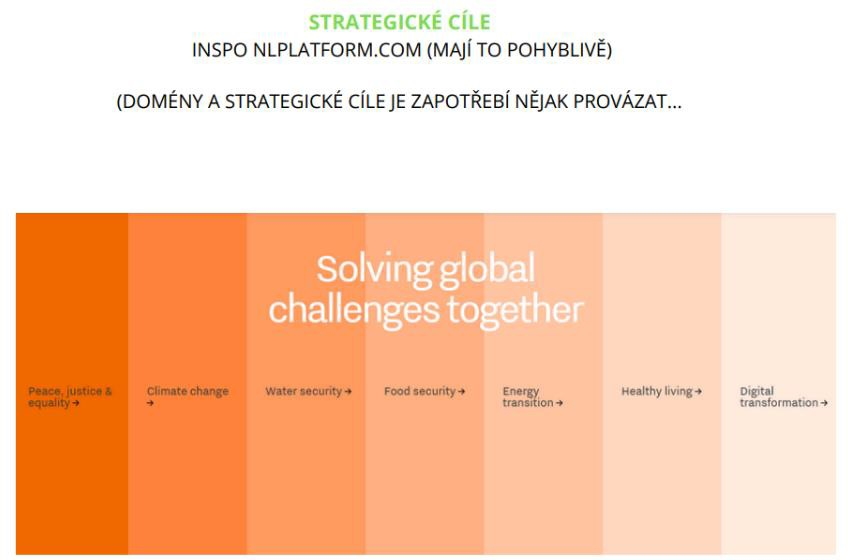 STRATEGICKÉ CÍLE
INSPO NLPLATFORM.COM (MAJÍ TO POHYBLIVĚ)
(DOMÉNY A STRATEGICKÉ CÍLE JE ZAPOTŘEBÍ NĚJAK PROVÁZAT...
Solving global
challenges together
Peace, justice &
equality →
Climate change
→
Water security →
Food security →
Energy
transition →
Healthy living →
Digital
transformation →